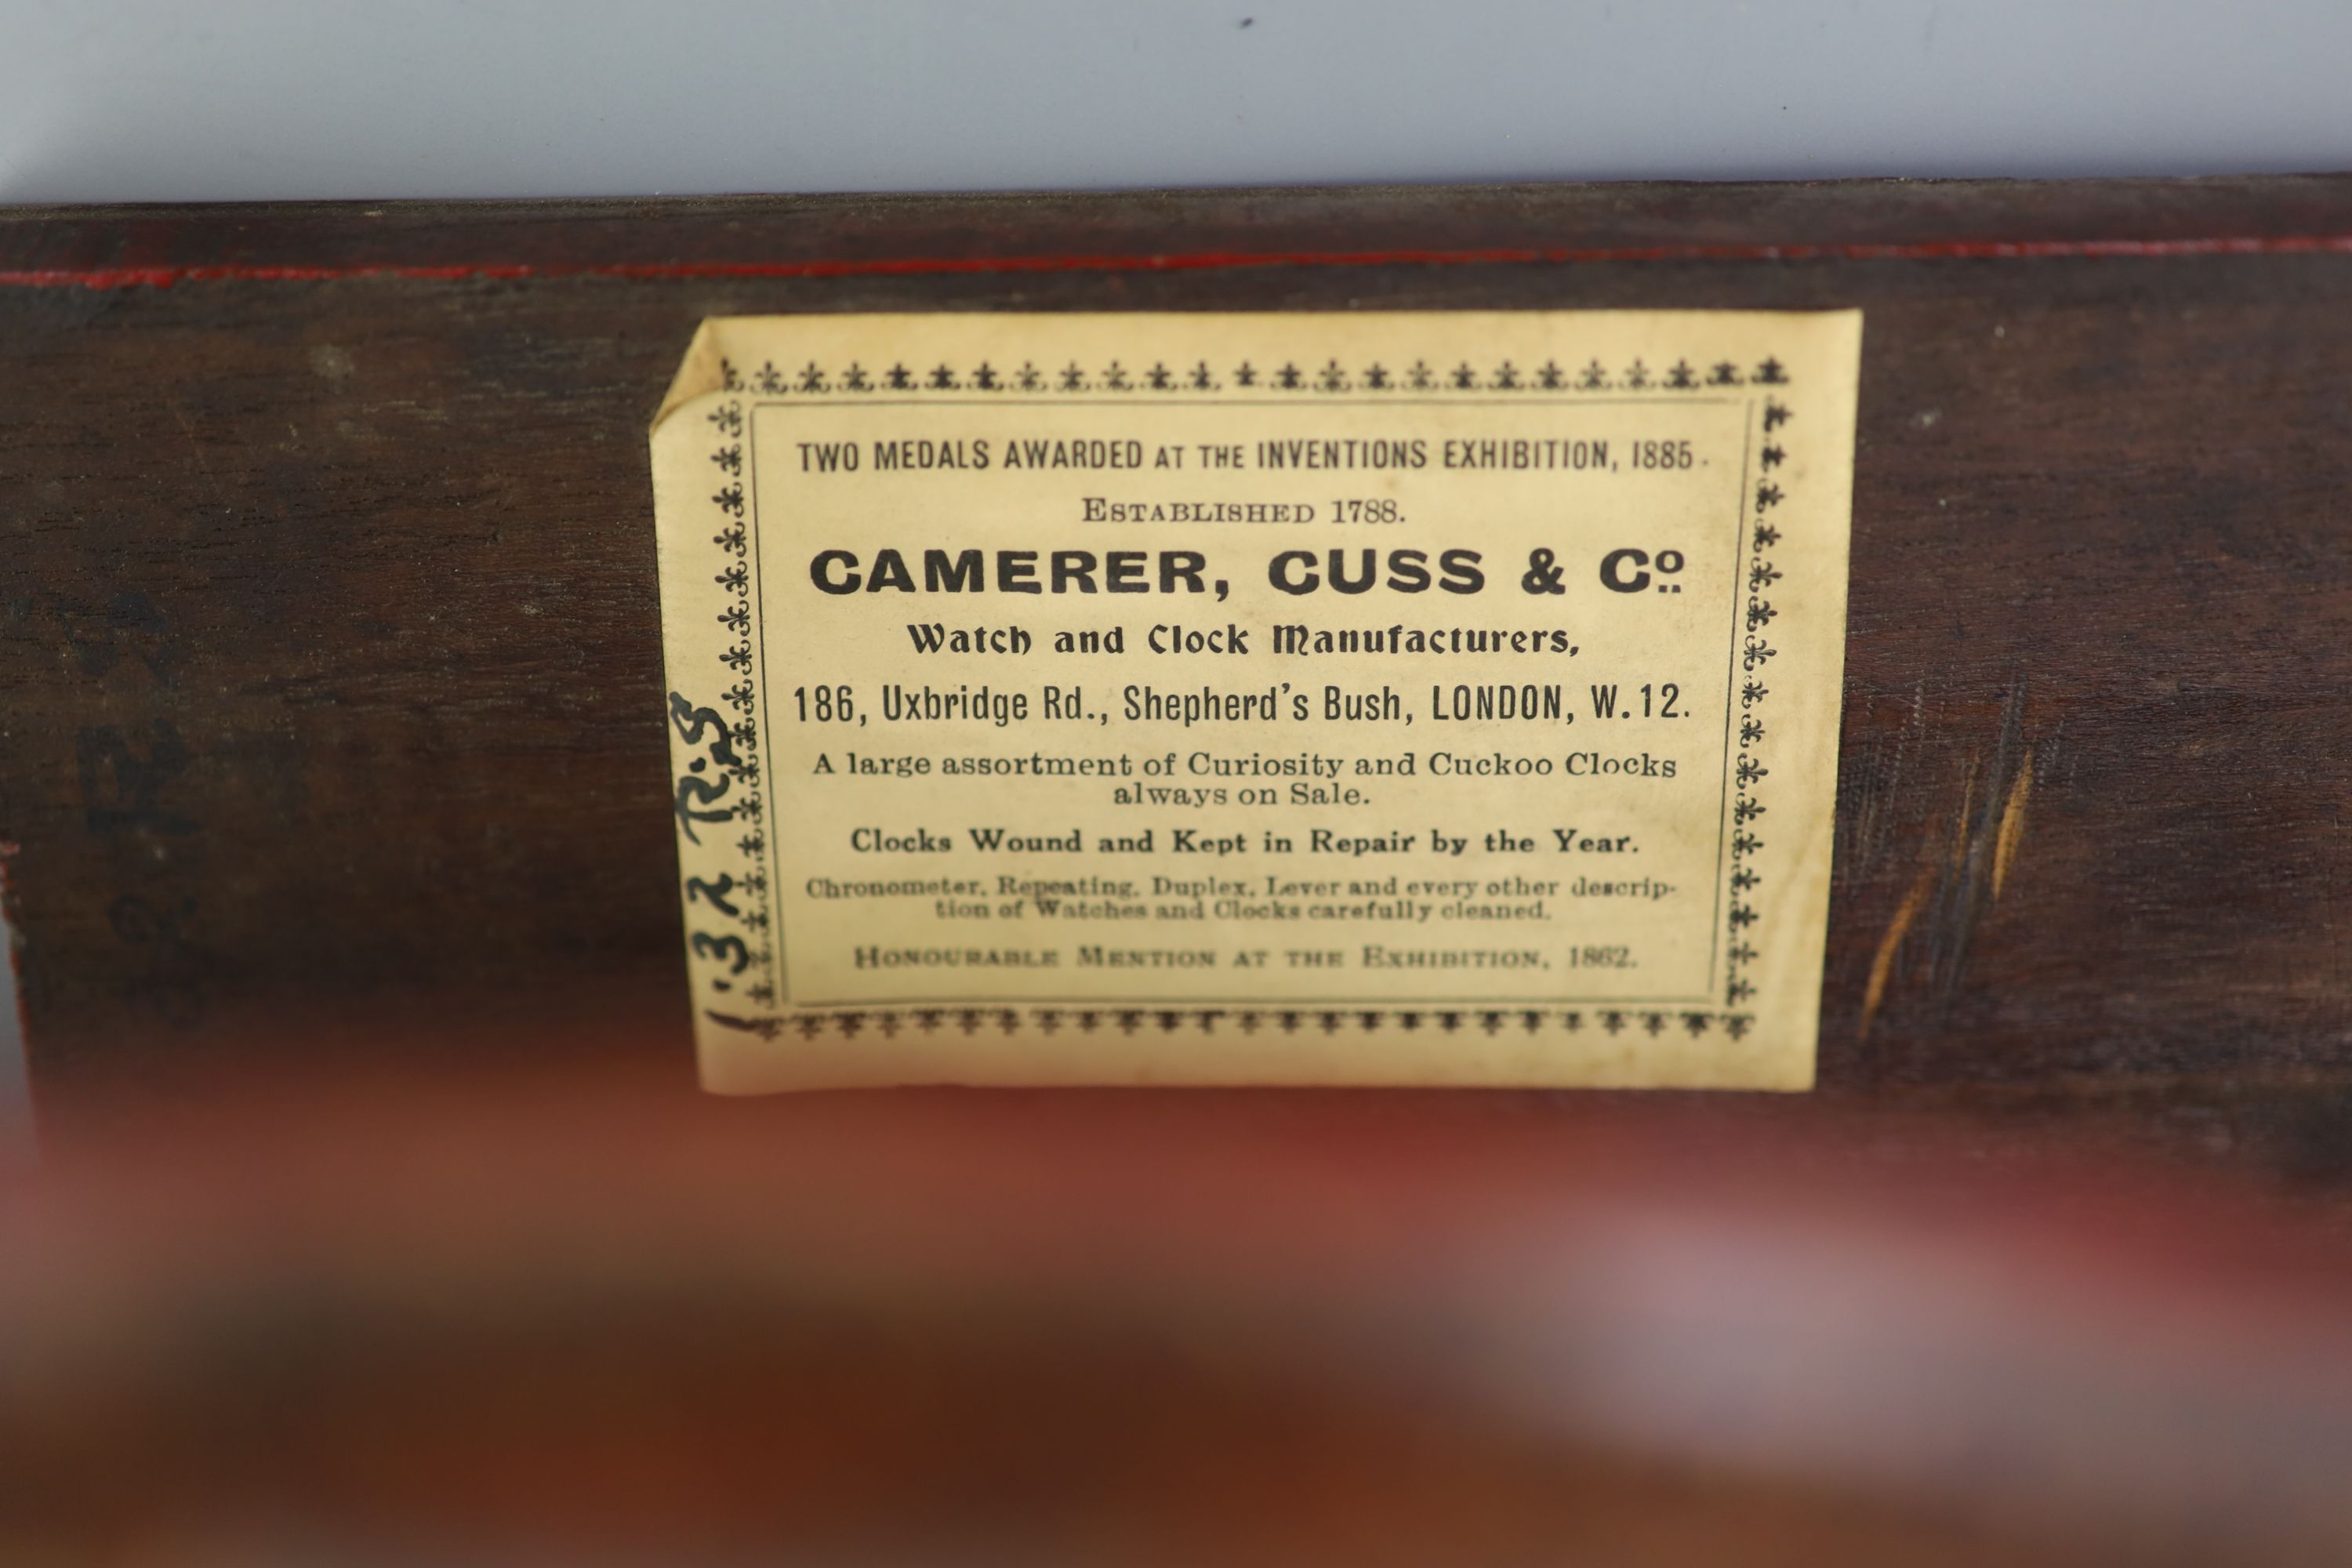 TWO MEDALS AWARDED AT THE INVENTIONS EXHIBITION, 1885.
ESTABLISHED 1788.
CAMERER, CUSS & Co.
Watch and Clock Manufacturers,
186, Uxbridge Rd., Shepherd's Bush, LONDON, W.12.
A large assortment of Curiosity and Cuckoo Clocks
always on Sale.
Clocks Wound and Kept in Repair by the Year.
Chronometer, Repeating, Duplex, Lever and every other descrip-
tion of Watches and Clocks carefully cleaned.
HONOURABLE MENTION AT THE EXHIBITION, 1862.